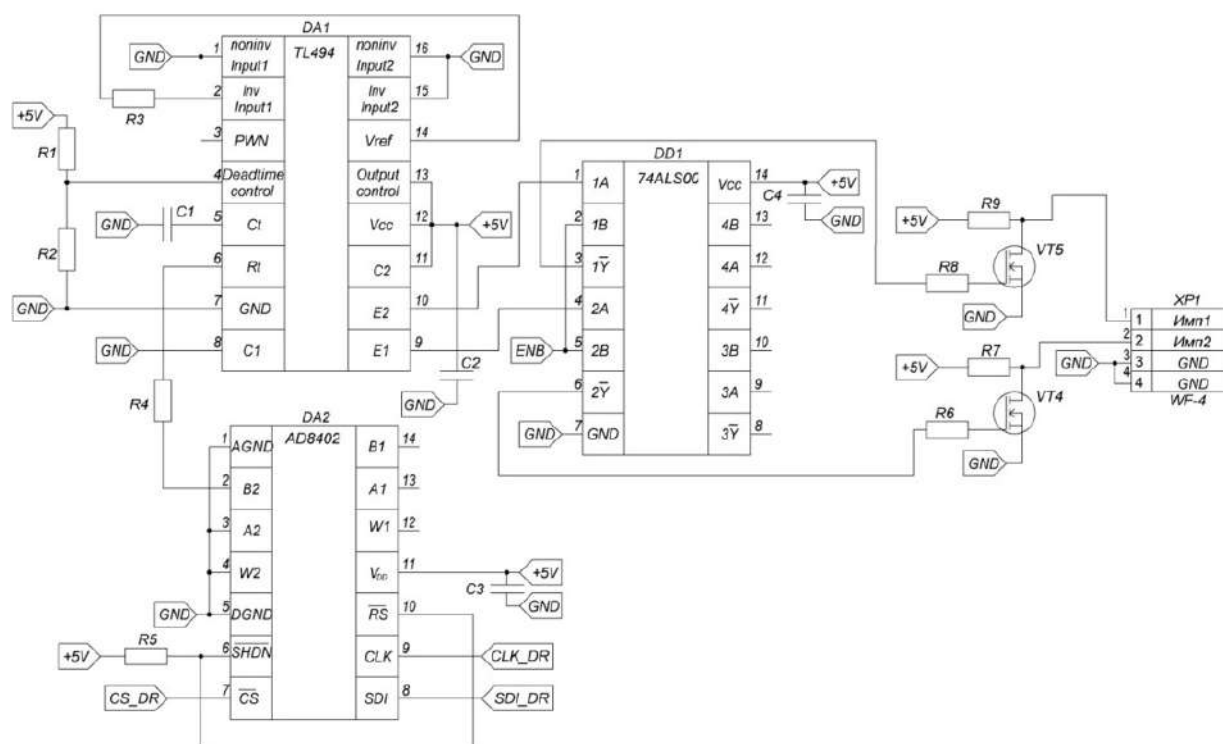 DA1
TL494
GND
1
noninv
Input1
noninv
Input2
16
GND
R3
2
Inv
Input1
Inv
Input2
15
+5V
R1
3
PWN
Vref
14
4
Deadtime
control
Output
control
13
GND
C1
5
Ct
Vcc
12
+5V
R2
6
Rt
C2
11
GND
7
GND
E2
10
GND
8
C1
E1
9
C2
GND
R4
DD1
74ALS00
1
1A
Vcc
14
+5V
C4
GND
2
1B
4B
13
3
1Y
4A
12
4
2A
4Y
11
ENB
5
2B
3B
10
6
2Y
3A
9
GND
7
GND
3Y
8
+5V
R9
VT5
R8
GND
+5V
R7
VT4
R6
GND
XP1
1
1
Имп1
2
2
Имп2
GND
3
3
GND
4
4
GND
WF-4
DA2
AD8402
1
AGND
B1
14
2
B2
A1
13
3
A2
W1
12
4
W2
VDD
11
+5V
C3
GND
GND
5
DGND
RS
10
+5V
R5
6
SHDN
CLK
9
CLK_DR
CS_DR
7
CS
SDI
8
SDI_DR